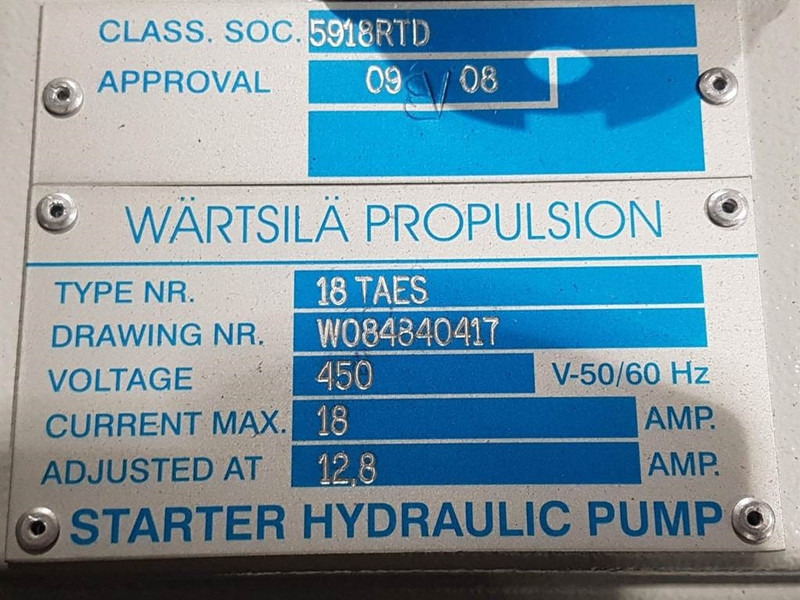 CLASS. SOC. 5918RTD
APPROVAL 09 BV 08
WÄRTSILÄ PROPULSION
TYPE NR. 18 TAES
DRAWING NR. W084840417
VOLTAGE 450 V-50/60 Hz
CURRENT MAX. 18 AMP.
ADJUSTED AT 12,8 AMP.
STARTER HYDRAULIC PUMP